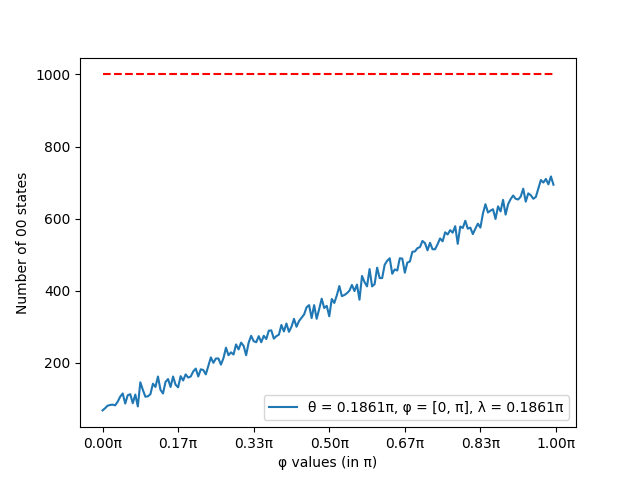 1000
800
600
400
200
Number of 00 states
θ = 0.1861π, φ = [0, π], λ = 0.1861π
0.00π 0.17π 0.33π 0.50π 0.67π 0.83π 1.00π
φ values (in π)